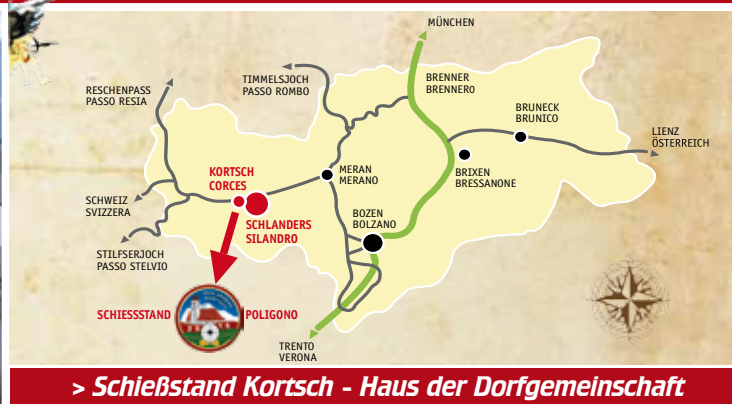 MÜNCHEN
RESCHENPASS
PASSO RESIA
TIMMELSJOCH
PASSO ROMBO
BRENNER
BRENNERO
BRUNECK
BRUNICO
LIENZ
ÖSTERREICH
KORTSCH
CORCES
MERAN
MERANO
BRIXEN
BRESSANONE
SCHWEIZ
SVIZZERA
SCHLANDERS
SILANDRO
BOZEN
BOLZANO
STILFSERJOCH
PASSO STELVIO
SCHIESSSTAND
POLIGONO
TRENTO
VERONA
> Schießstand Kortsch - Haus der Dorfgemeinschaft